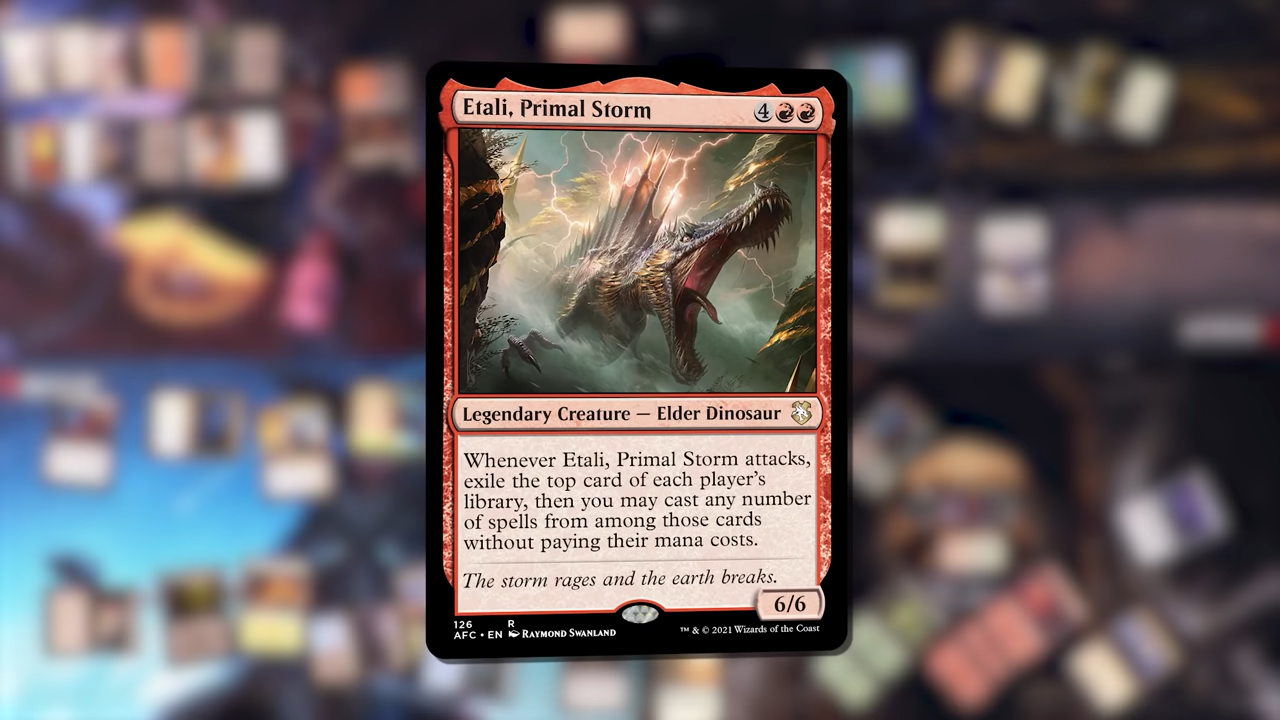 Etali, Primal Storm 4
Legendary Creature — Elder Dinosaur
Whenever Etali, Primal Storm attacks,
exile the top card of each player's
library, then you may cast any number
of spells from among those cards
without paying their mana costs.
The storm rages and the earth breaks.
6/6
126 R
AFC • EN RAYMOND SWANLAND
™ & © 2021 Wizards of the Coast